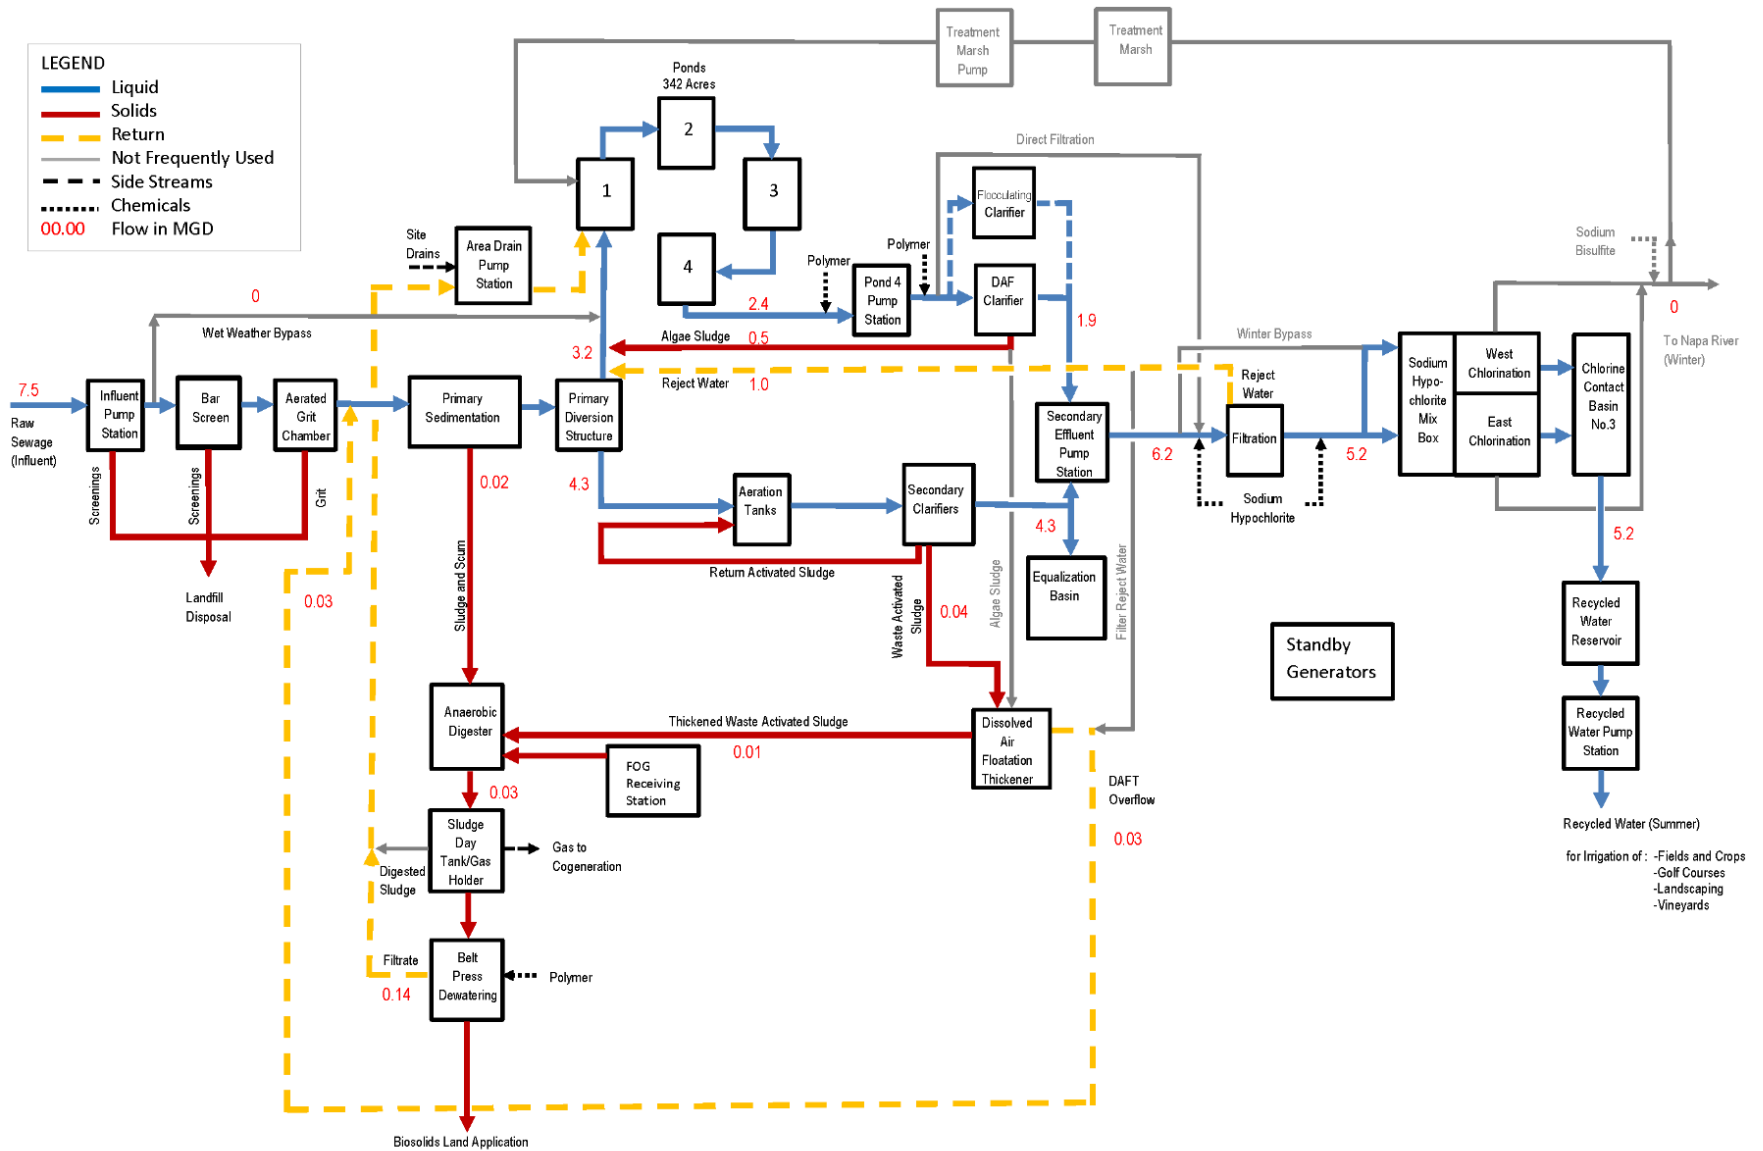 Treatment
Marsh
Pump
Treatment
Marsh
LEGEND
Liquid
Solids
Return
Not Frequently Used
Side Streams
Chemicals
00.00 Flow in MGD
Ponds
342 Acres
1
2
3
4
Direct Filtration
Flocculating
Clarifier
Site
Drains
Area Drain
Pump
Station
Polymer
Polymer
Pond 4
Pump
Station
DAF
Clarifier
Sodium
Bisulfite
0
Wet Weather Bypass
2.4
Algae Sludge
0.5
1.9
3.2
Reject Water
1.0
Winter Bypass
0
To Napa River
(Winter)
7.5
Raw
Sewage
(Influent)
Influent
Pump
Station
Bar
Screen
Aerated
Grit
Chamber
Primary
Sedimentation
Primary
Diversion
Structure
Secondary
Effluent
Pump
Station
6.2
Reject
Water
Filtration
5.2
Sodium
Hypo-
chlorite
Mix
Box
West
Chlorination
East
Chlorination
Chlorine
Contact
Basin
No.3
Screenings
Screenings
Grit
0.02
4.3
Aeration
Tanks
Secondary
Clarifiers
4.3
Sodium
Hypochlorite
5.2
Return Activated Sludge
Equalization
Basin
Landfill
Disposal
0.03
Sludge and Scum
Waste Activated
Sludge
0.04
Algae Sludge
Filter Reject Water
Standby
Generators
Recycled
Water
Reservoir
Anaerobic
Digester
Thickened Waste Activated Sludge
0.01
Dissolved
Air
Floatation
Thickener
Recycled
Water Pump
Station
FOG
Receiving
Station
0.03
DAFT
Overflow
0.03
Sludge
Day
Tank/Gas
Holder
Gas to
Cogeneration
Digested
Sludge
Recycled Water (Summer)
for Irrigation of : -Fields and Crops
-Golf Courses
-Landscaping
-Vineyards
Filtrate
0.14
Belt
Press
Dewatering
Polymer
Biosolids Land Application